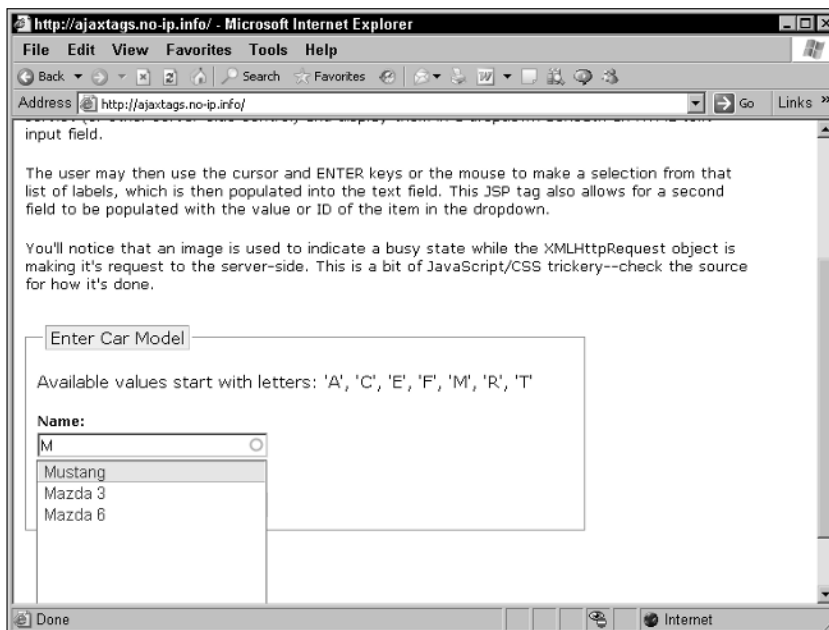 http://ajaxtags.no-ip.info/ - Microsoft Internet Explorer
File Edit View Favorites Tools Help
Back Search Favorites
Address http://ajaxtags.no-ip.info/ Go Links »
input field.
The user may then use the cursor and ENTER keys or the mouse to make a selection from that
list of labels, which is then populated into the text field. This JSP tag also allows for a second
field to be populated with the value or ID of the item in the dropdown.
You'll notice that an image is used to indicate a busy state while the XMLHttpRequest object is
making it's request to the server-side. This is a bit of JavaScript/CSS trickery--check the source
for how it's done.
Enter Car Model
Available values start with letters: 'A', 'C', 'E', 'F', 'M', 'R', 'T'
Name:
M
Mustang
Mazda 3
Mazda 6
Done Internet